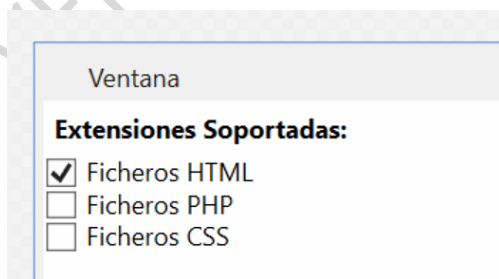 Ventana
Extensiones Soportadas:
Ficheros HTML
Ficheros PHP
Ficheros CSS